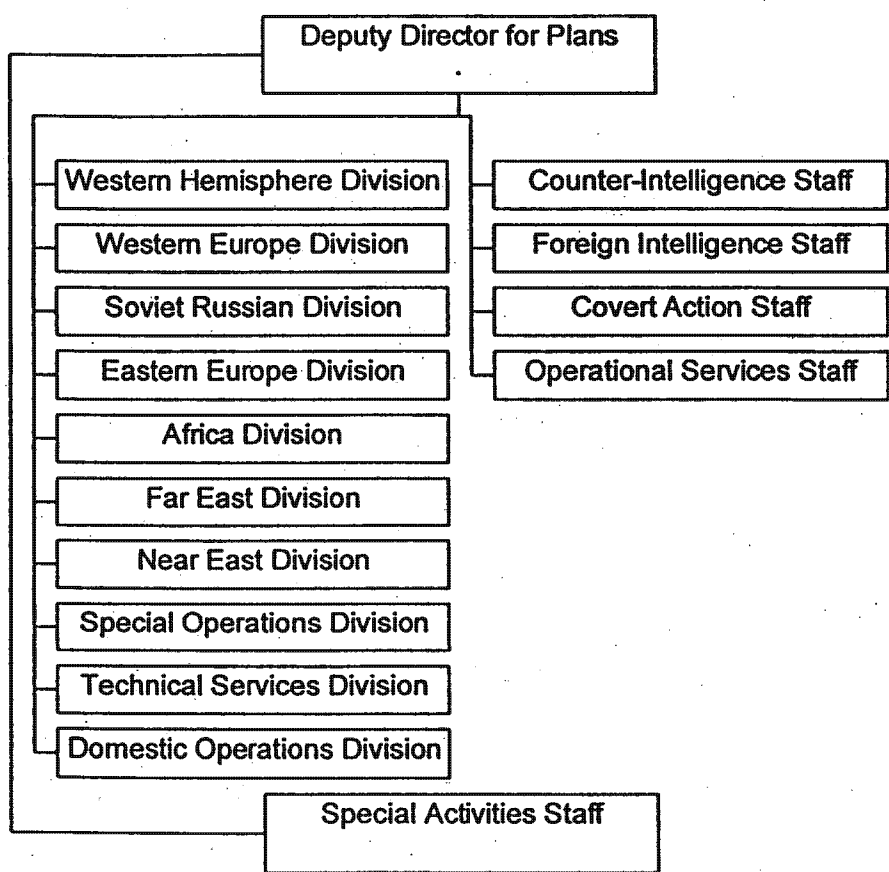 Deputy Director for Plans
Western Hemisphere Division
Western Europe Division
Soviet Russian Division
Eastern Europe Division
Africa Division
Far East Division
Near East Division
Special Operations Division
Technical Services Division
Domestic Operations Division
Counter-Intelligence Staff
Foreign Intelligence Staff
Covert Action Staff
Operational Services Staff
Special Activities Staff